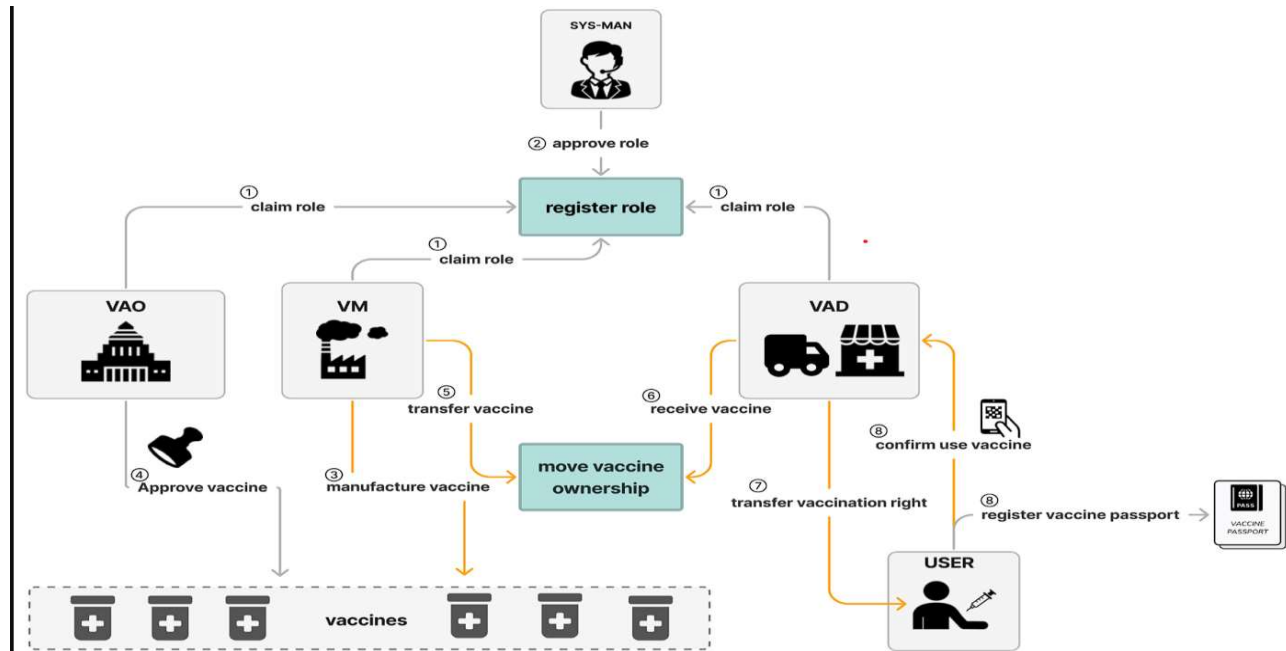 SYS-MAN
② approve role
①
claim role
register role
①
claim role
①
claim role
VAO
VM
VAD
⑤
transfer vaccine
⑥
receive vaccine
⑧
confirm use vaccine
④
Approve vaccine
③
manufacture vaccine
move vaccine
ownership
⑦
transfer vaccination right
⑧
register vaccine passport
PASS
VACCINE
PASSPORT
USER
vaccines